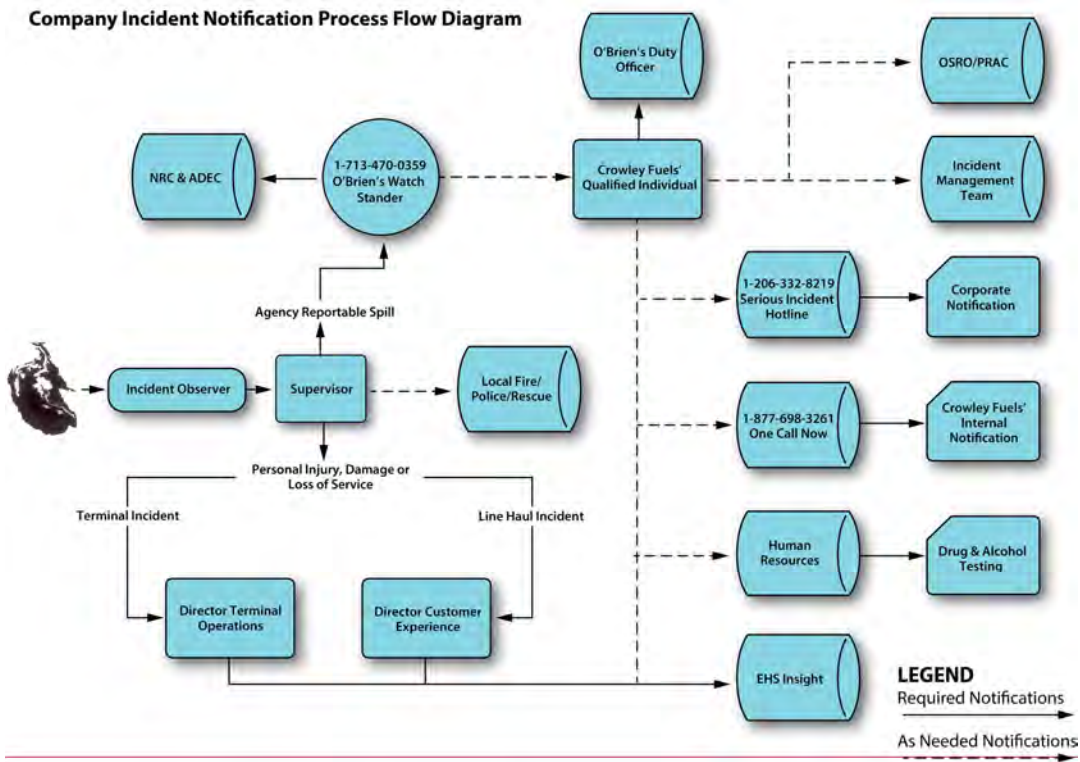 Company Incident Notification Process Flow Diagram
O'Brien's Duty
Officer
OSRO/PRAC
NRC & ADEC
1-713-470-0359
O'Brien's Watch
Stander
Crowley Fuels'
Qualified Individual
Incident
Management
Team
Agency Reportable Spill
1-206-332-8219
Serious Incident
Hotline
Corporate
Notification
Incident Observer
Supervisor
Local Fire/
Police/Rescue
1-877-698-3261
One Call Now
Crowley Fuels'
Internal
Notification
Personal Injury, Damage or
Loss of Service
Terminal Incident
Line Haul Incident
Human
Resources
Drug & Alcohol
Testing
Director Terminal
Operations
Director Customer
Experience
EHS Insight
LEGEND
Required Notifications
As Needed Notifications